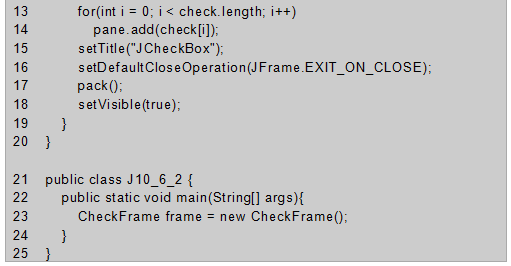 13 for(int i = 0; i < check.length; i++)
14 pane.add(check[i]);
15 setTitle("JCheckBox");
16 setDefaultCloseOperation(JFrame.EXIT_ON_CLOSE);
17 pack();
18 setVisible(true);
19 }
20 }
21 public class J10_6_2 {
22 public static void main(String[] args){
23 CheckFrame frame = new CheckFrame();
24 }
25 }